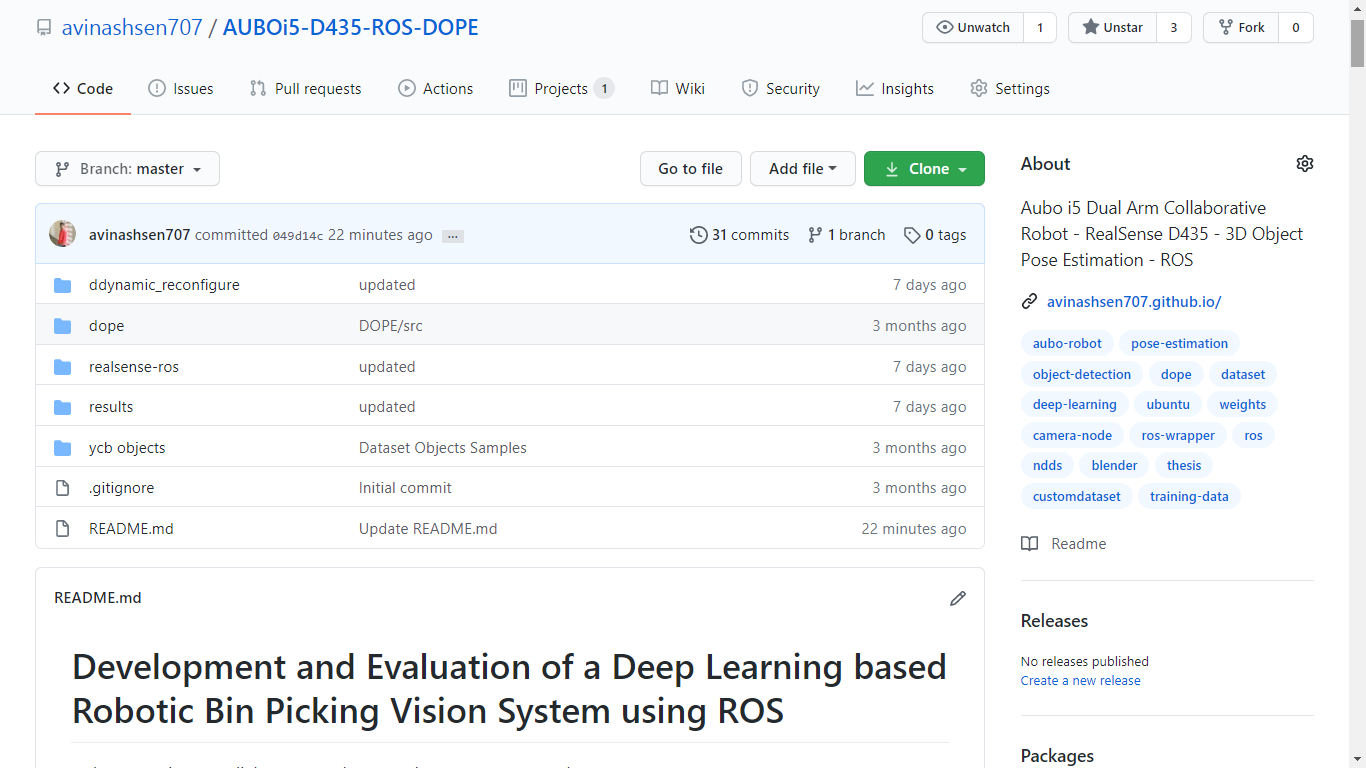 avinashsen707 / AUBOi5-D435-ROS-DOPE
Unwatch 1 Unstar 3 Fork 0
Code Issues Pull requests Actions Projects 1 Wiki Security Insights Settings
Branch: master Go to file Add file Clone
avinashsen707 committed 049d14c 22 minutes ago ... 31 commits 1 branch 0 tags
ddynamic_reconfigure updated 7 days ago
dope DOPE/src 3 months ago
realsense-ros updated 7 days ago
results updated 7 days ago
ycb objects Dataset Objects Samples 3 months ago
.gitignore Initial commit 3 months ago
README.md Update README.md 22 minutes ago
README.md
Development and Evaluation of a Deep Learning based
Robotic Bin Picking Vision System using ROS
About
Aubo i5 Dual Arm Collaborative
Robot - RealSense D435 - 3D Object
Pose Estimation - ROS
avinashsen707.github.io/
aubo-robot pose-estimation
object-detection dope dataset
deep-learning ubuntu weights
camera-node ros-wrapper ros
ndds blender thesis
customdataset training-data
Readme
Releases
No releases published
Create a new release
Packages